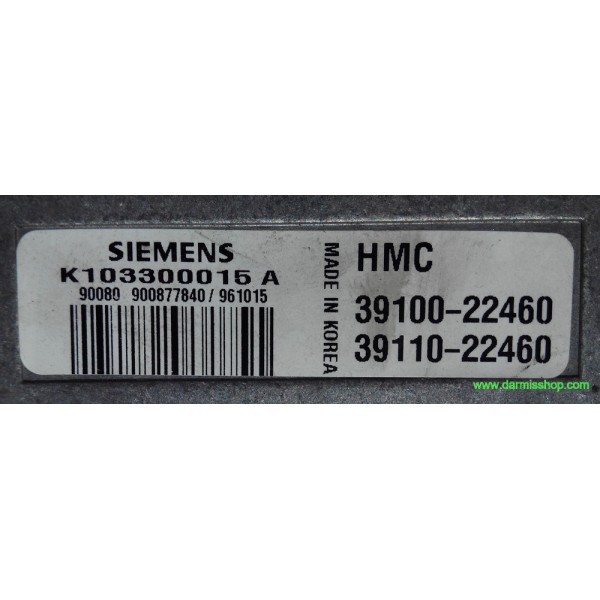 SIEMENS
K103300015 A
90080 900877840 / 961015
MADE IN KOREA
HMC
39100-22460
39110-22460
www.darmisshop.com